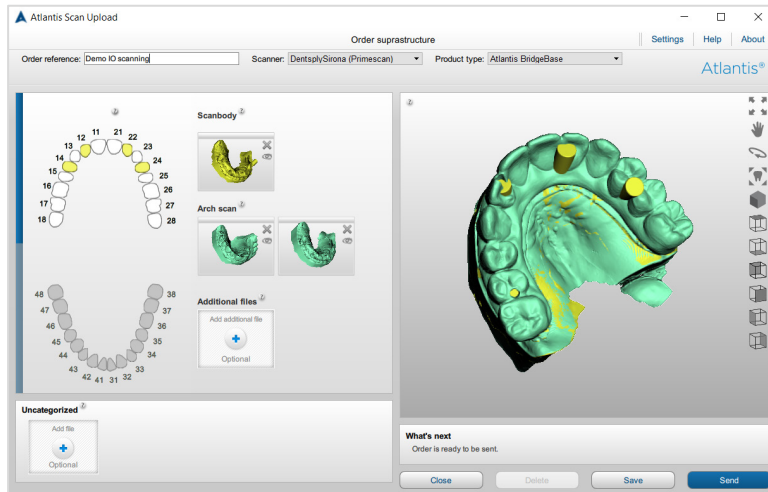 Atlantis Scan Upload
Order suprastructure
Settings Help About
Order reference: Demo IO scanning Scanner: DentsplySirona (Primescan) Product type: Atlantis BridgeBase
Atlantis®
Scanbody
11 21
12 22
13 23
14 24
15 25
16 26
17 27
18 28
Arch scan
48 38
47 37
46 36
45 35
44 34
43 33
42 41 31 32
Additional files
Add additional file
Optional
Uncategorized
Add file
Optional
What's next
Order is ready to be sent.
Close Delete Save Send